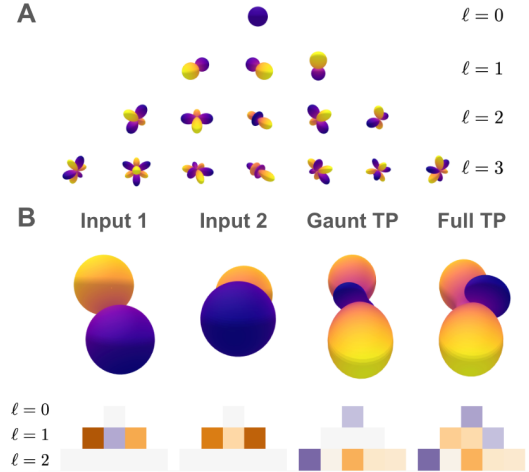 A
ℓ = 0
ℓ = 1
ℓ = 2
ℓ = 3
B
Input 1 Input 2 Gaunt TP Full TP
ℓ = 0
ℓ = 1
ℓ = 2